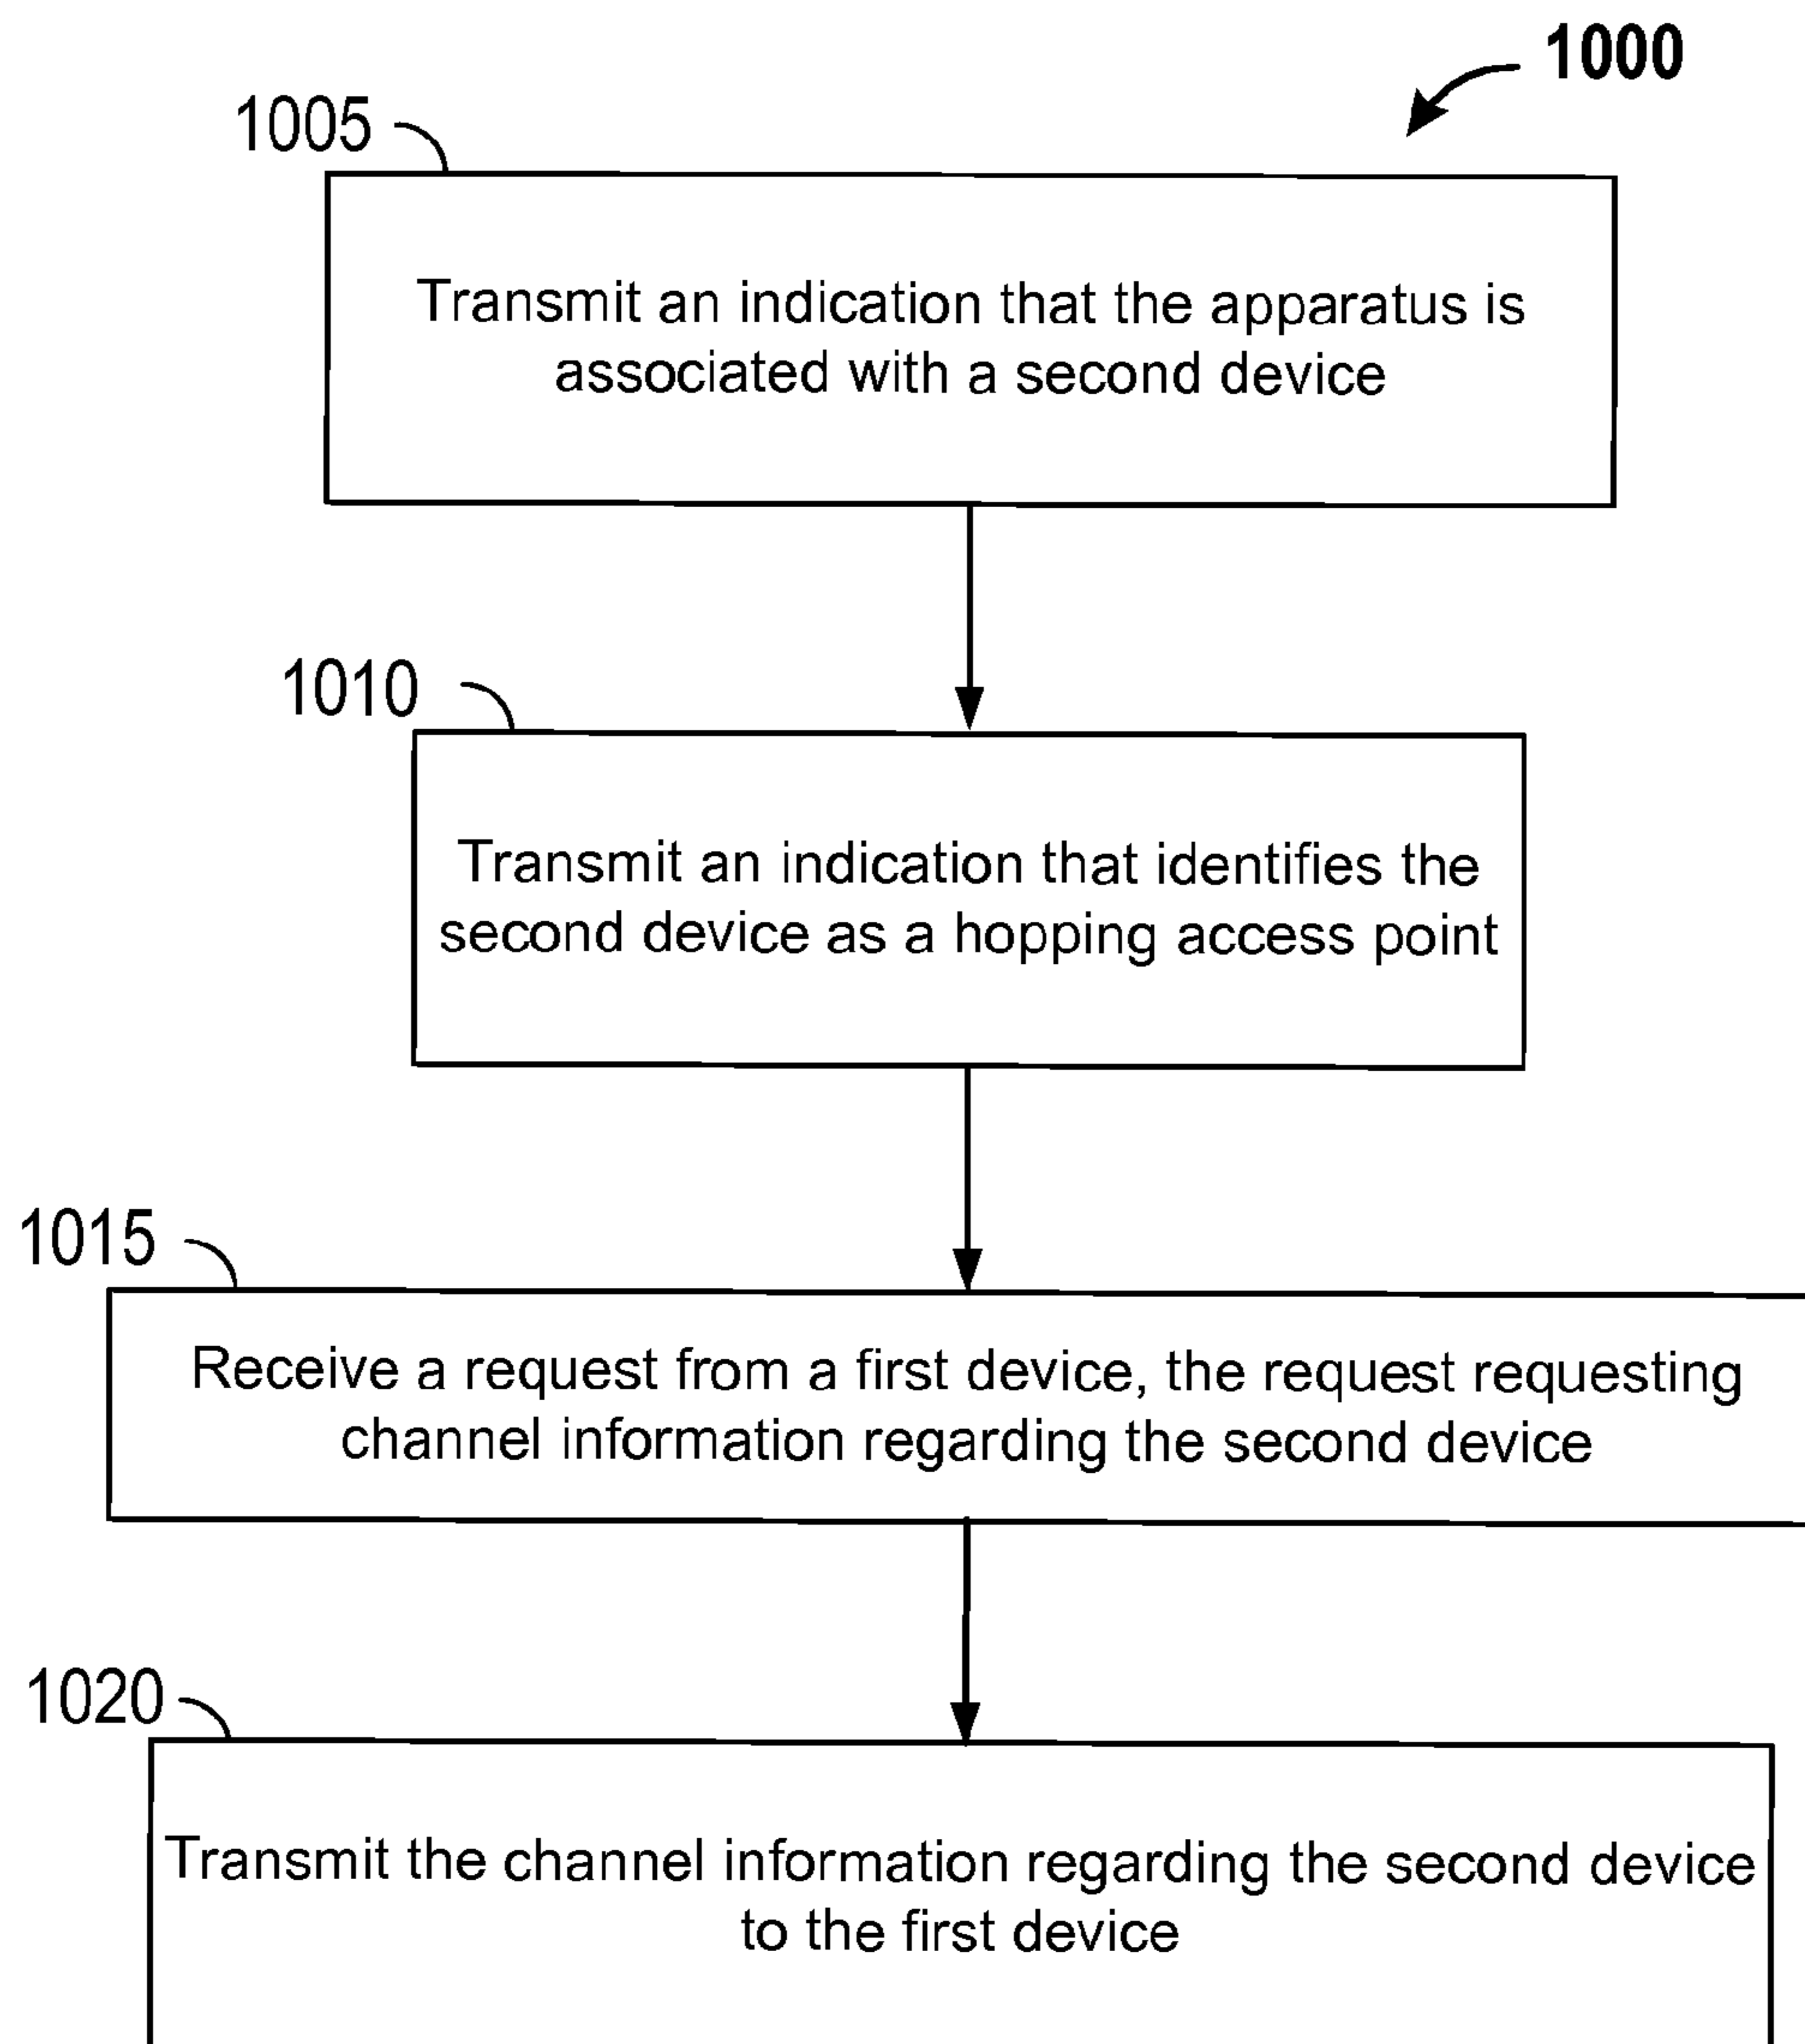 1000
1005
Transmit an indication that the apparatus is
associated with a second device
1010
Transmit an indication that identifies the
second device as a hopping access point
1015
Receive a request from a first device, the request requesting
channel information regarding the second device
1020
Transmit the channel information regarding the second device
to the first device